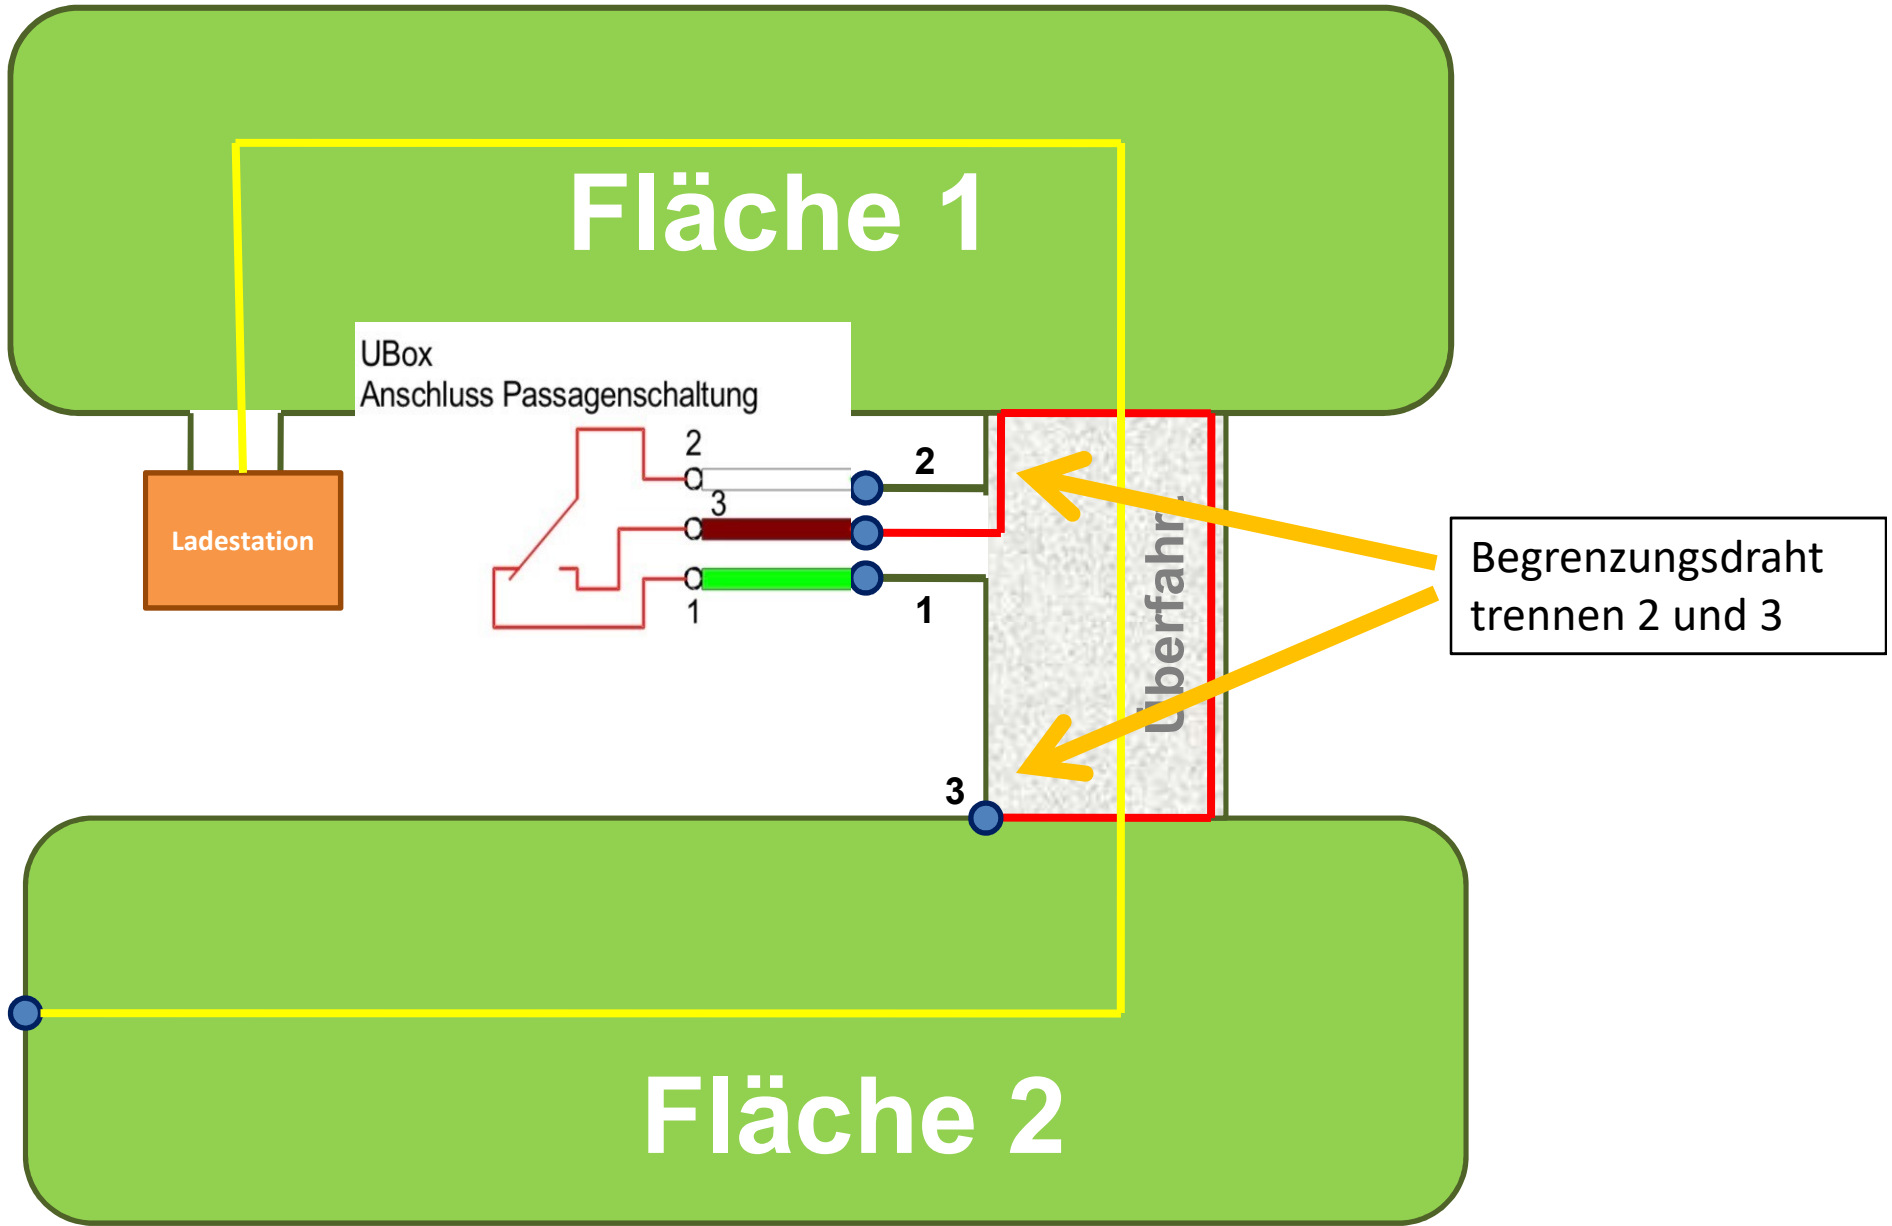 Fläche 1
UBox
Anschluss Passagenschaltung
2
2
3
1
1
Ladestation
Überfahrt
Begrenzungsdraht
trennen 2 und 3
3
Fläche 2